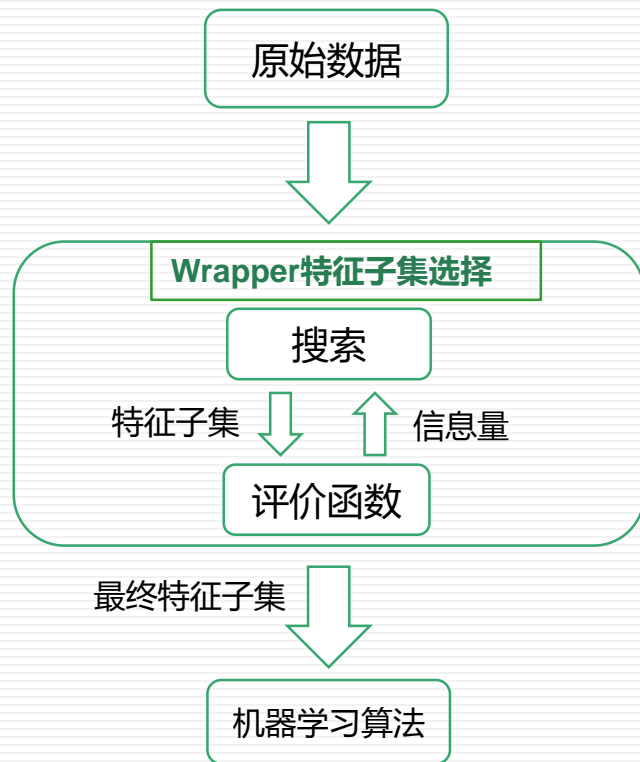 原始数据
Wrapper特征子集选择
搜索
特征子集
信息量
评价函数
最终特征子集
机器学习算法